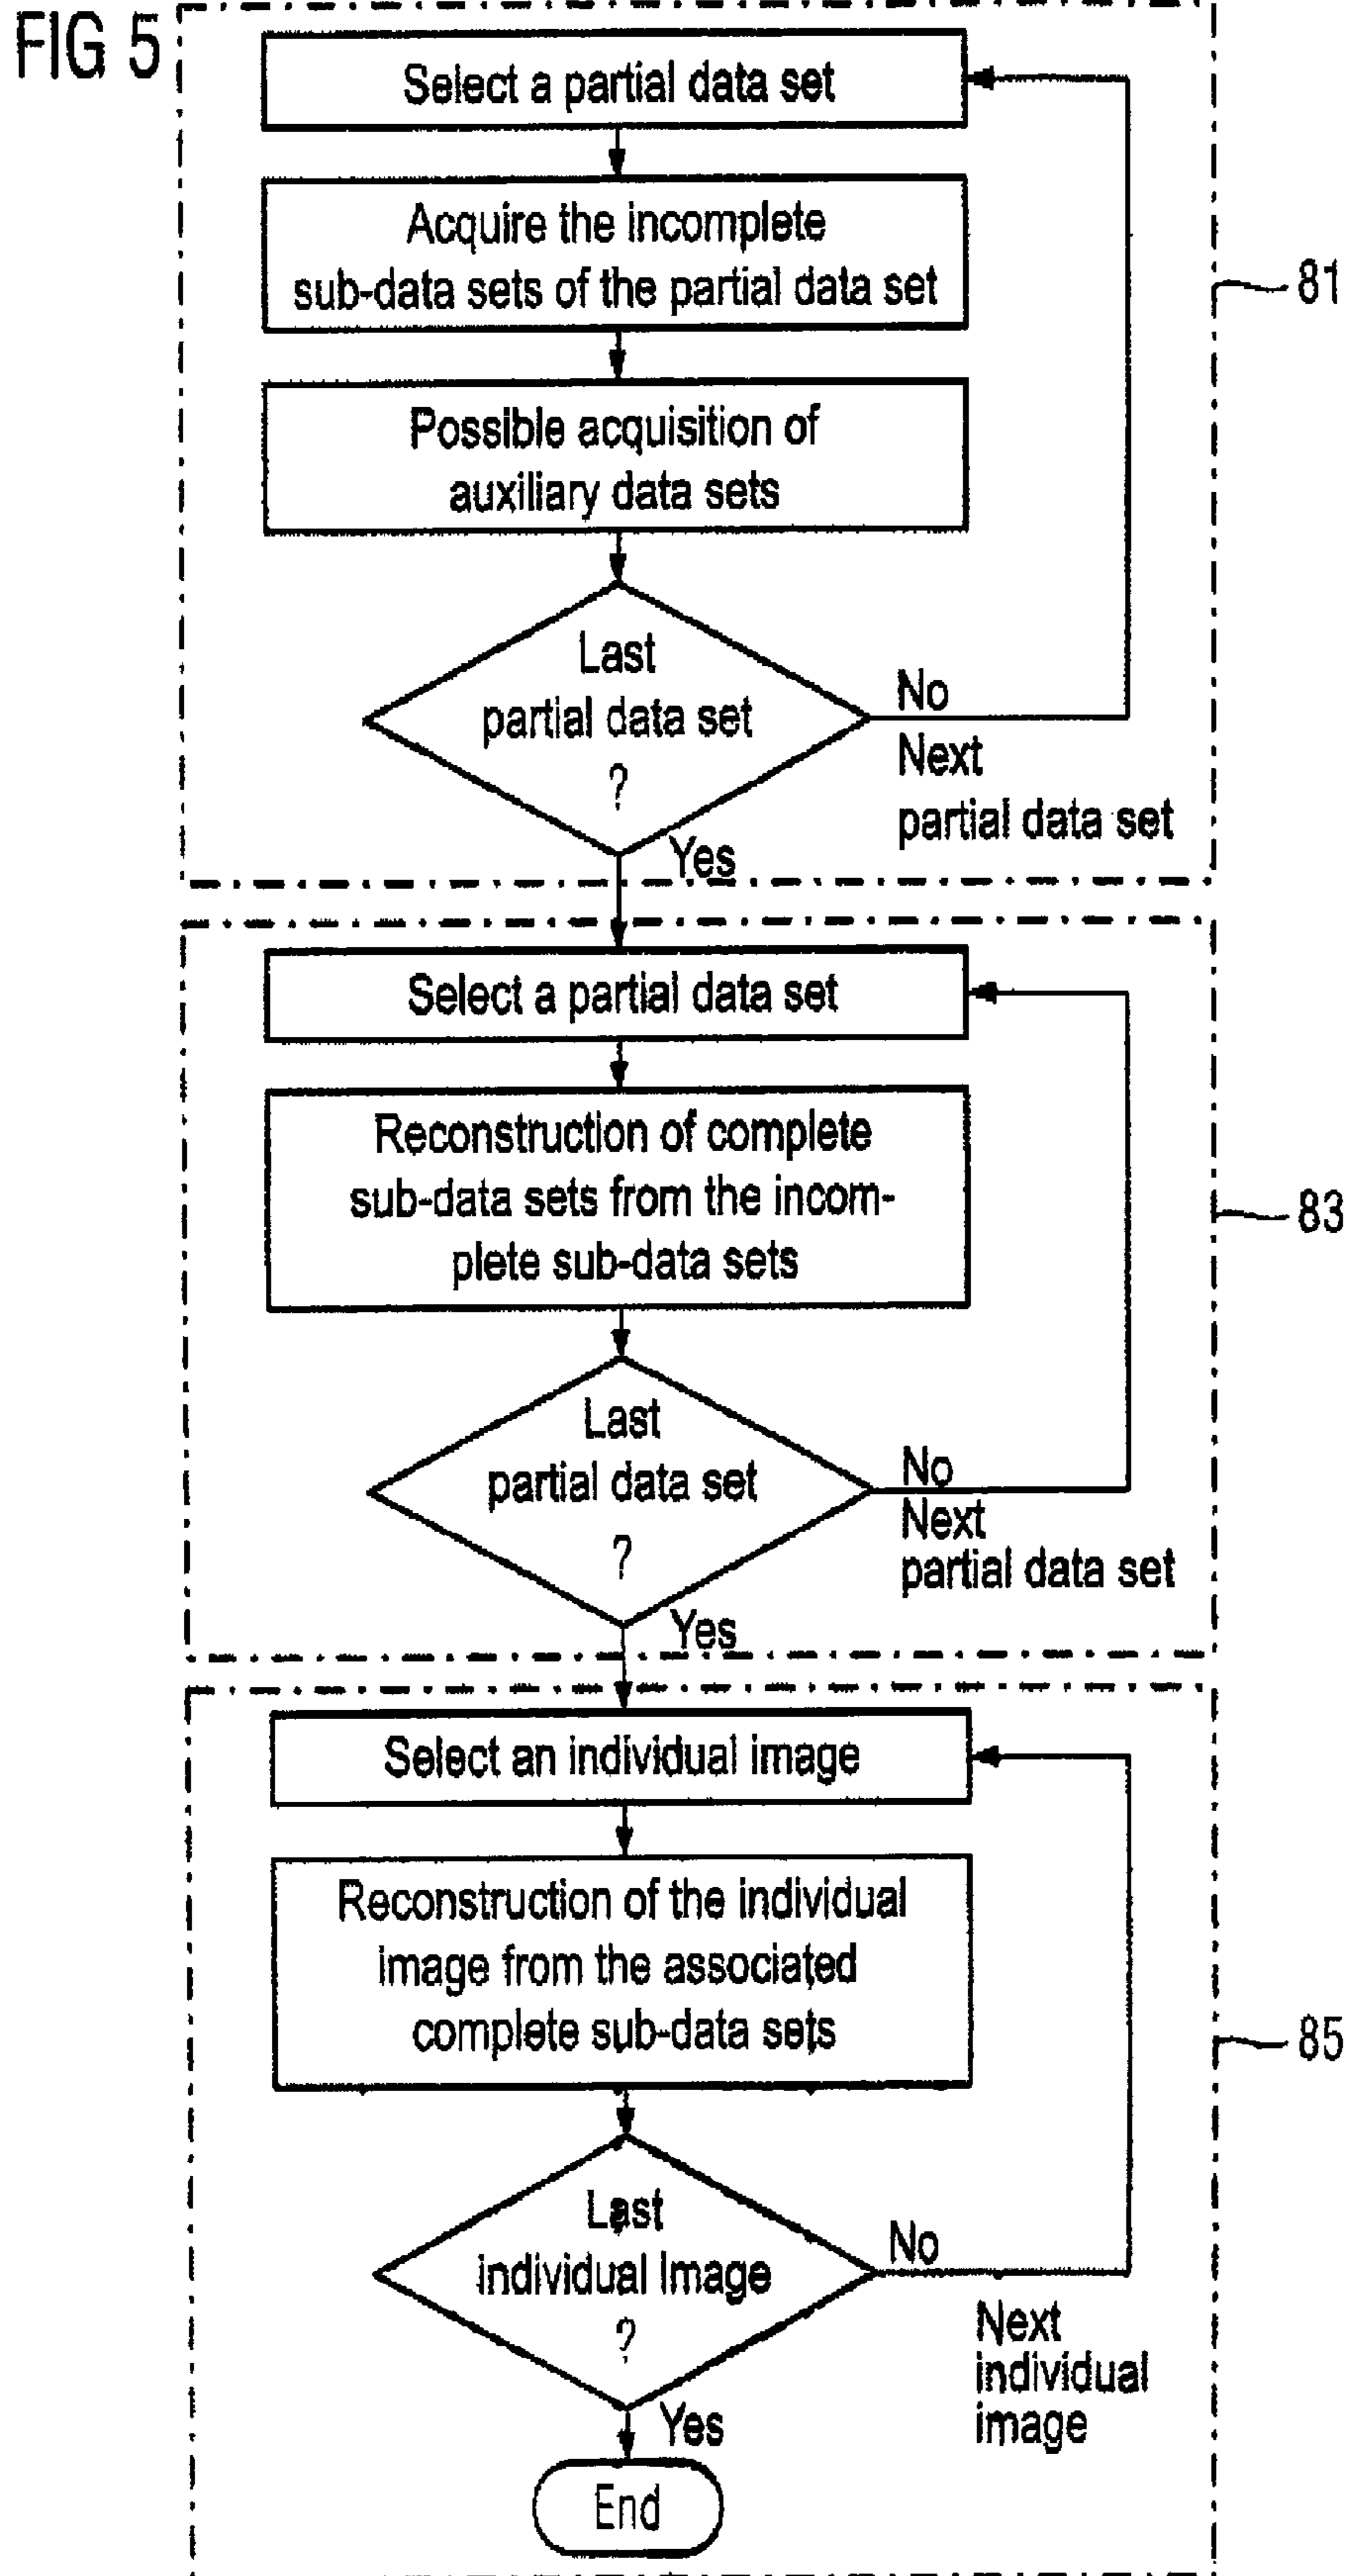 FIG 5
Select a partial data set
Acquire the incomplete
sub-data sets of the partial data set
81
Possible acquisition of
auxiliary data sets
Last
partial data set
?
No
Next
partial data set
Yes
Select a partial data set
Reconstruction of complete
sub-data sets from the incom-
plete sub-data sets
83
Last
partial data set
?
No
Next
partial data set
Yes
Select an individual image
Reconstruction of the individual
image from the associated
complete sub-data sets
85
Last
individual image
?
No
Next
individual
image
Yes
End